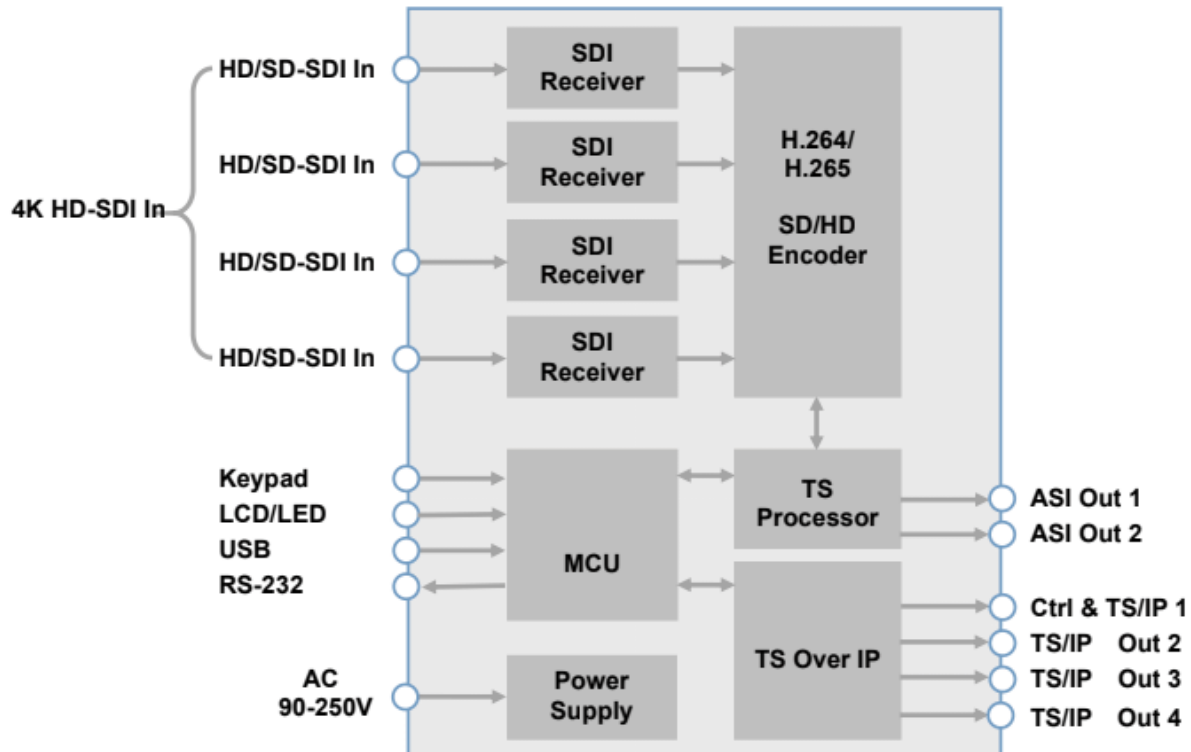 4K HD-SDI In
HD/SD-SDI In
HD/SD-SDI In
HD/SD-SDI In
HD/SD-SDI In
SDI
Receiver
SDI
Receiver
SDI
Receiver
SDI
Receiver
H.264/
H.265
SD/HD
Encoder
Keypad
LCD/LED
USB
RS-232
MCU
TS
Processor
ASI Out 1
ASI Out 2
TS Over IP
Ctrl & TS/IP 1
TS/IP Out 2
TS/IP Out 3
TS/IP Out 4
AC
90-250V
Power
Supply